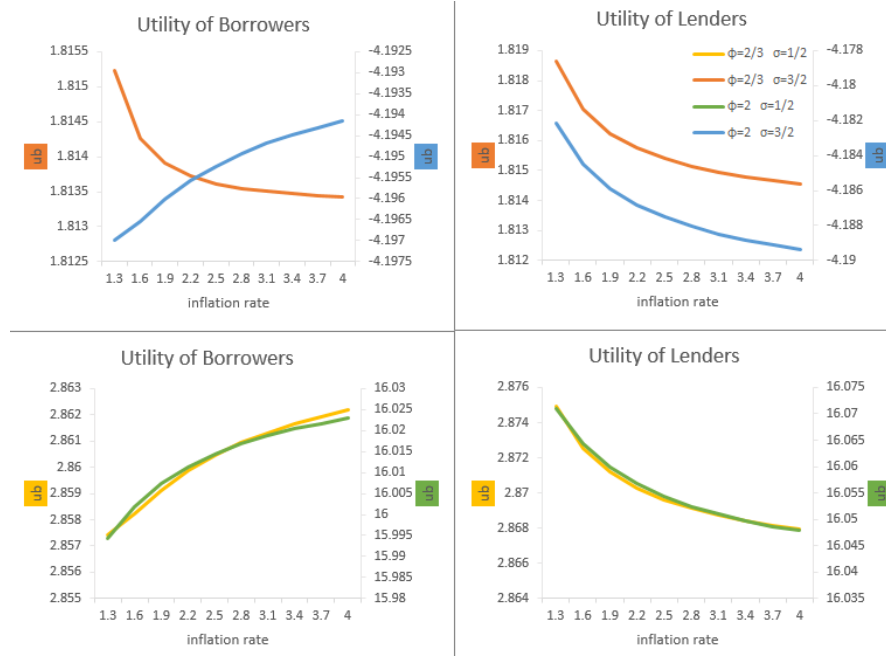 Utility of Borrowers
1.8155
1.815
1.8145
1.814
1.8135
1.813
1.8125
ub
-4.1925
-4.193
-4.1935
-4.194
-4.1945
-4.195
-4.1955
-4.196
-4.1965
-4.197
-4.1975
ub
1.3 1.6 1.9 2.2 2.5 2.8 3.1 3.4 3.7 4
inflation rate
Utility of Lenders
1.819
1.818
1.817
1.816
1.815
1.814
1.813
1.812
ub
φ=2/3 σ=1/2
φ=2/3 σ=3/2
φ=2 σ=1/2
φ=2 σ=3/2
-4.178
-4.18
-4.182
-4.184
-4.186
-4.188
-4.19
ub
1.3 1.6 1.9 2.2 2.5 2.8 3.1 3.4 3.7 4
inflation rate
Utility of Borrowers
2.863
2.862
2.861
2.86
2.859
2.858
2.857
2.856
2.855
ub
16.03
16.025
16.02
16.015
16.01
16.005
16
15.995
15.99
15.985
15.98
ub
1.3 1.6 1.9 2.2 2.5 2.8 3.1 3.4 3.7 4
inflation rate
Utility of Lenders
2.876
2.874
2.872
2.87
2.868
2.866
2.864
ub
16.075
16.07
16.065
16.06
16.055
16.05
16.045
16.04
16.035
ub
1.3 1.6 1.9 2.2 2.5 2.8 3.1 3.4 3.7 4
inflation rate